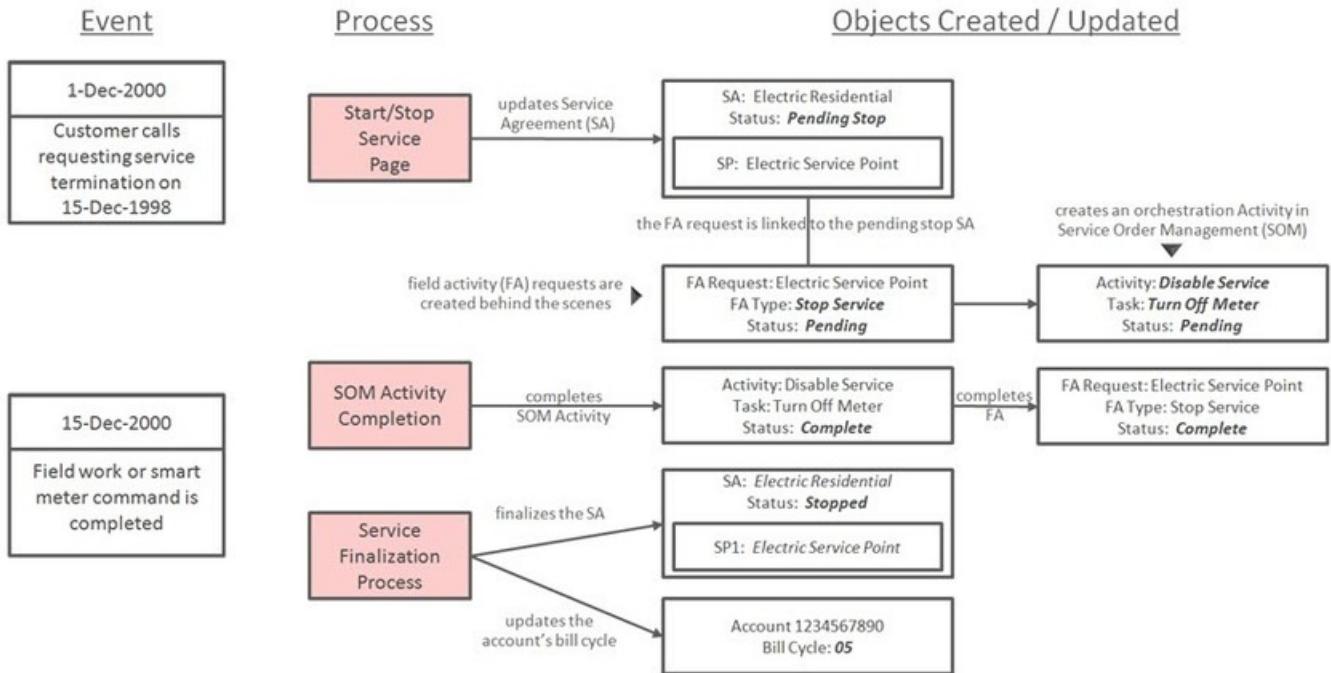 Event
Process
Objects Created / Updated
1-Dec-2000
Customer calls
requesting service
termination on
15-Dec-1998
Start/Stop
Service
Page
updates Service
Agreement (SA)
SA: Electric Residential
Status: Pending Stop
SP: Electric Service Point
the FA request is linked to the pending stop SA
creates an orchestration Activity in
Service Order Management (SOM)
field activity (FA) requests are
created behind the scenes
FA Request: Electric Service Point
FA Type: Stop Service
Status: Pending
Activity: Disable Service
Task: Turn Off Meter
Status: Pending
15-Dec-2000
Field work or smart
meter command is
completed
SOM Activity
Completion
completes
SOM Activity
Activity: Disable Service
Task: Turn Off Meter
Status: Complete
completes
FA
FA Request: Electric Service Point
FA Type: Stop Service
Status: Complete
Service
Finalization
Process
finalizes the SA
SA: Electric Residential
Status: Stopped
SP1: Electric Service Point
updates the
account's bill cycle
Account 1234567890
Bill Cycle: 05